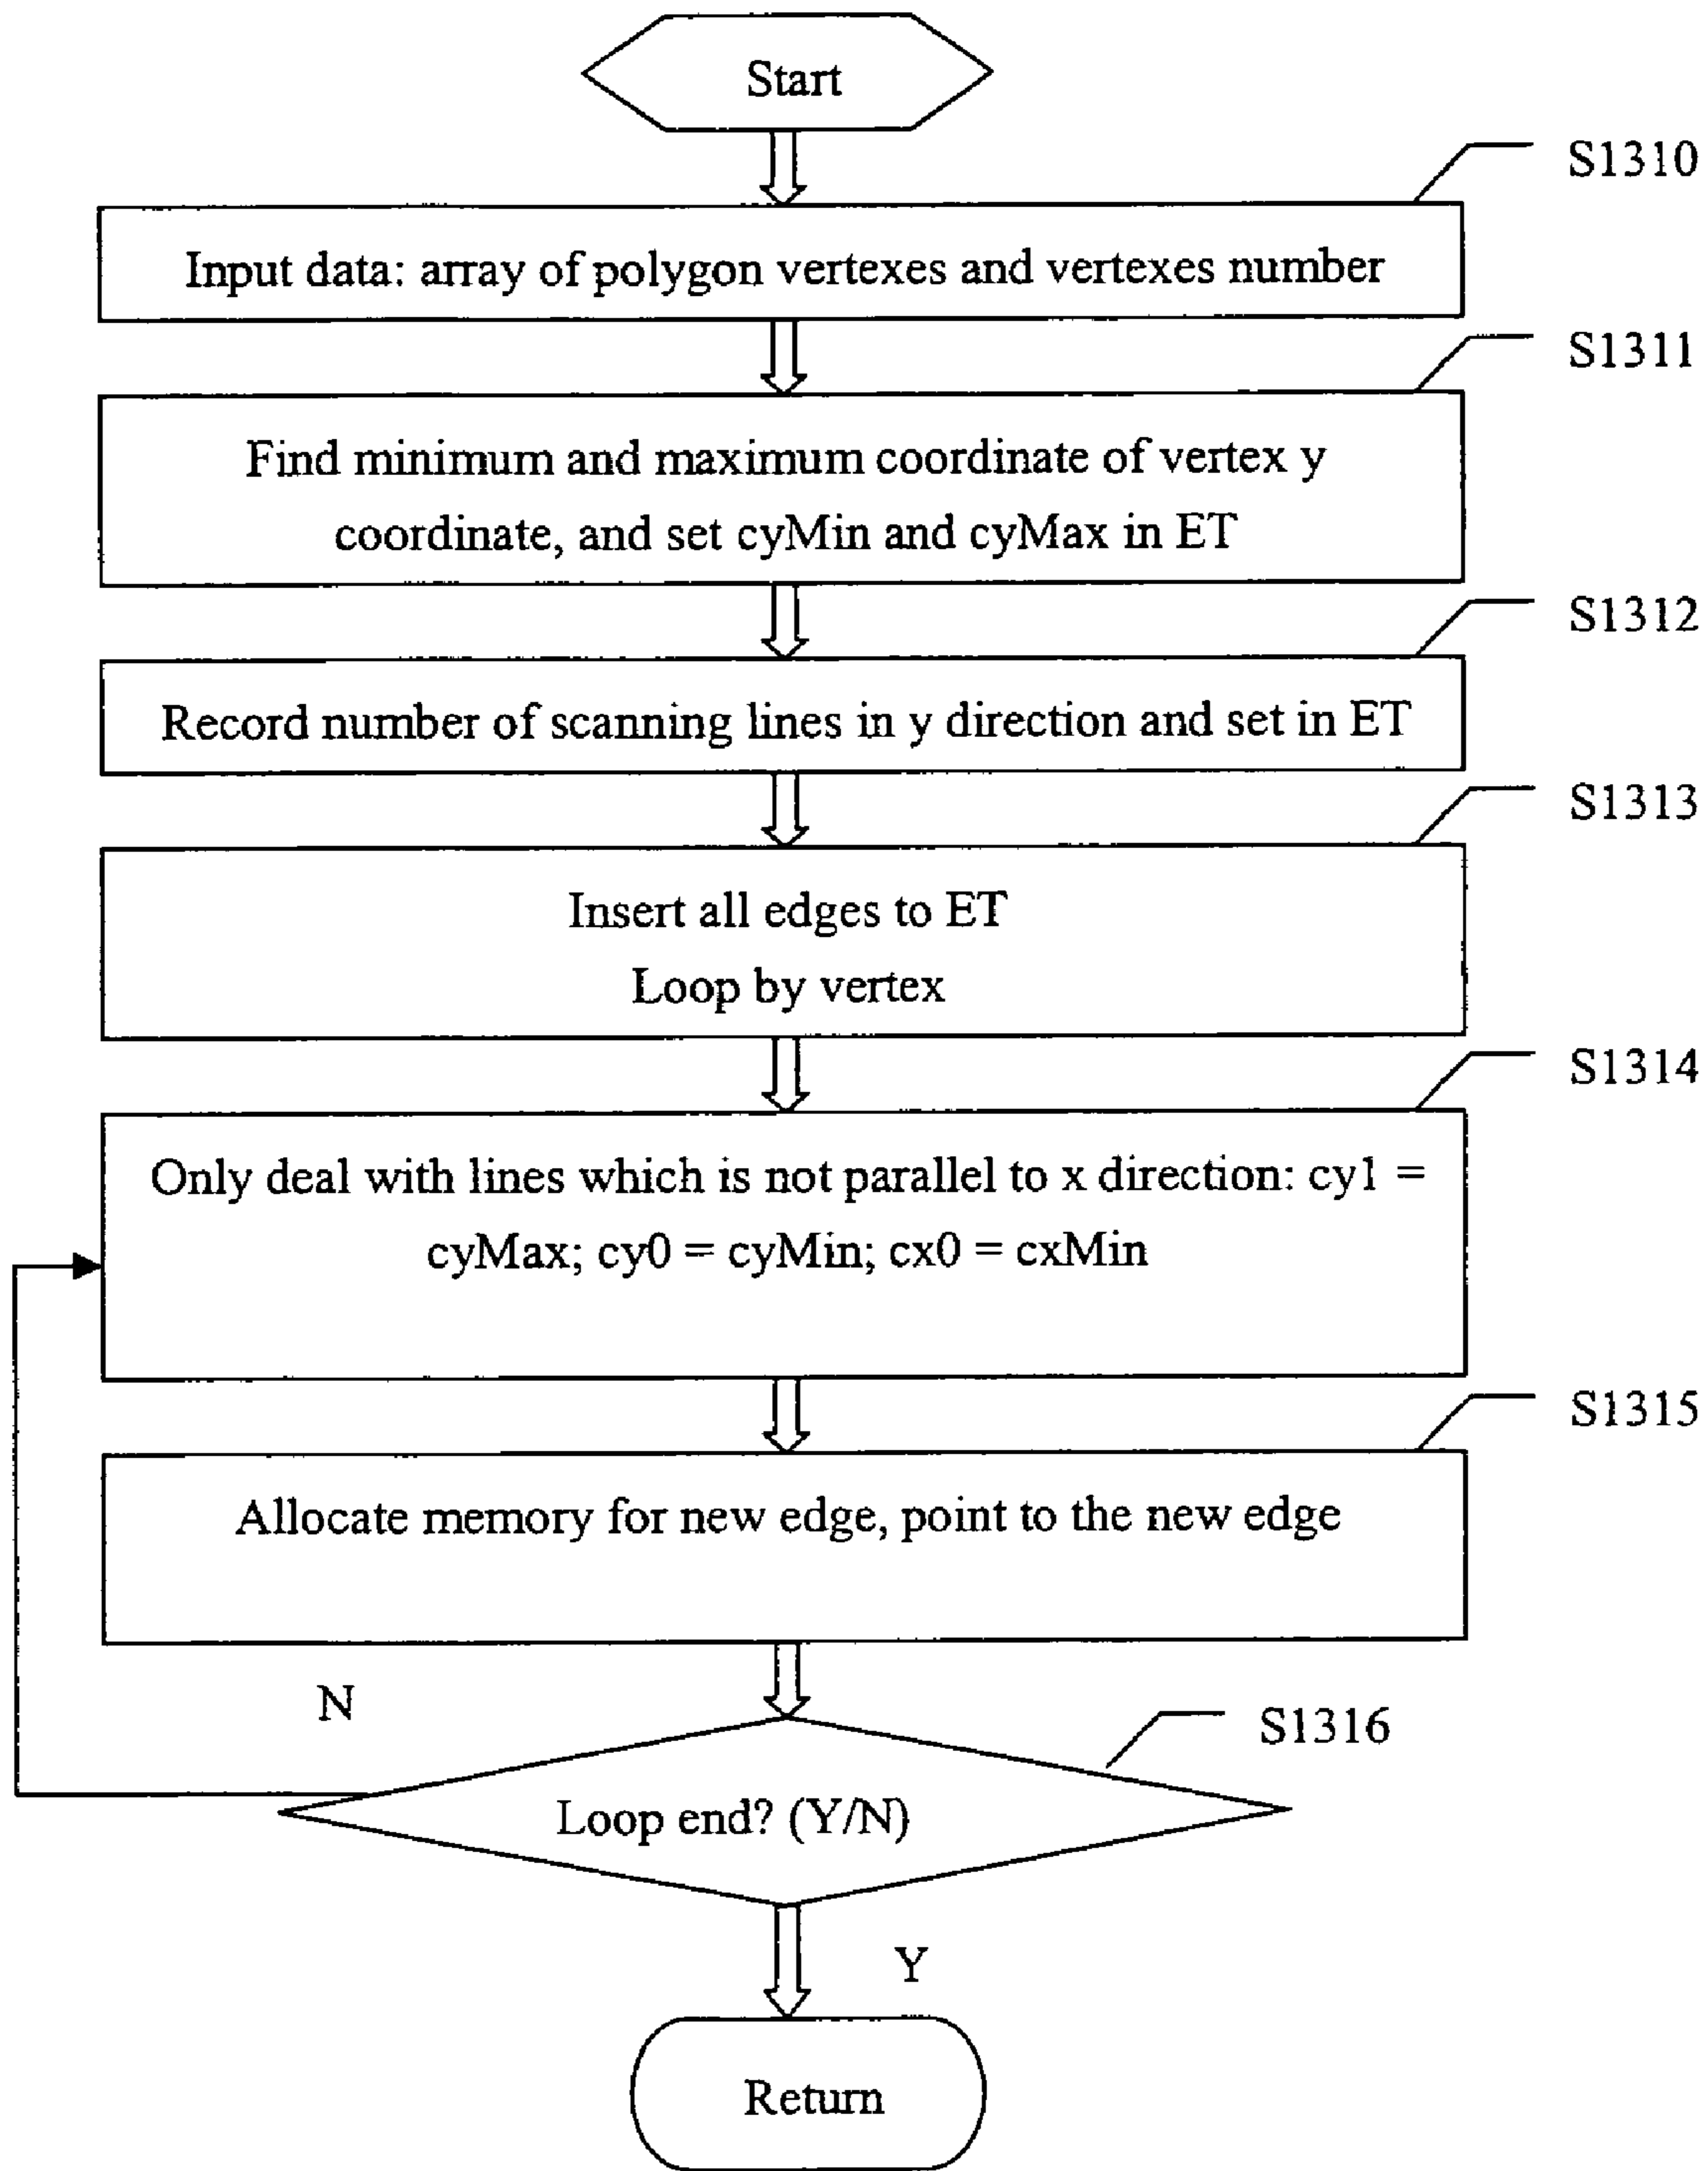 Start
S1310
Input data: array of polygon vertexes and vertexes number
S1311
Find minimum and maximum coordinate of vertex y
coordinate, and set cyMin and cyMax in ET
S1312
Record number of scanning lines in y direction and set in ET
S1313
Insert all edges to ET
Loop by vertex
S1314
Only deal with lines which is not parallel to x direction: cy1 =
cyMax; cy0 = cyMin; cx0 = cxMin
S1315
Allocate memory for new edge, point to the new edge
N
S1316
Loop end? (Y/N)
Y
Return